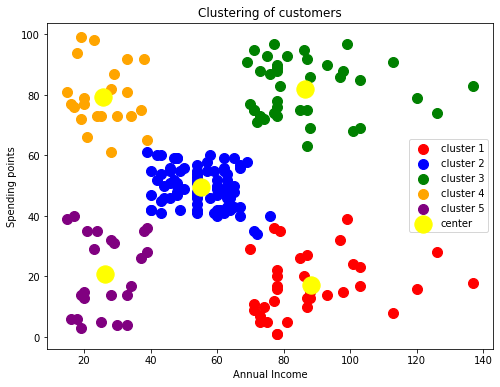 Clustering of customers
100
80
60
40
20
0
Spending points
cluster 1
cluster 2
cluster 3
cluster 4
cluster 5
center
20
40
60
80
100
120
140
Annual Income